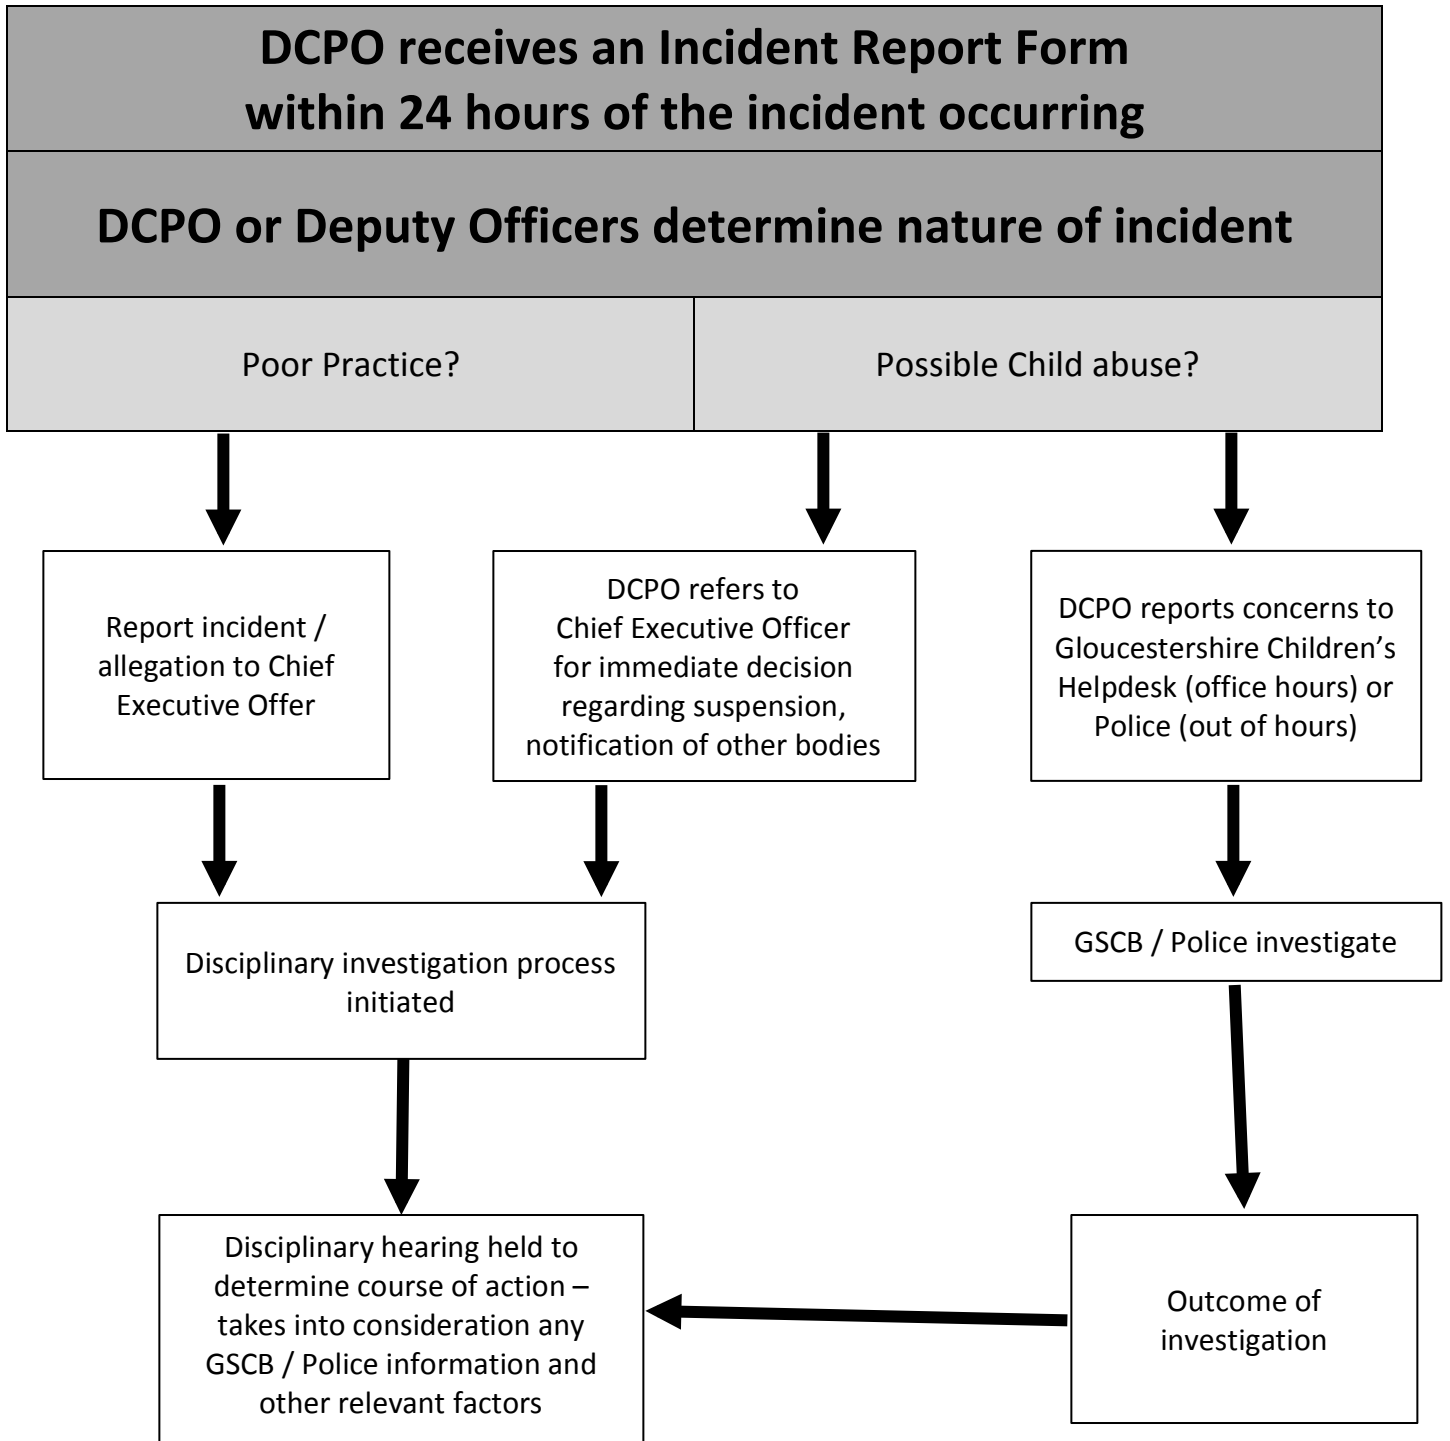 DCPO receives an Incident Report Form
within 24 hours of the incident occurring
DCPO or Deputy Officers determine nature of incident
Poor Practice?
Possible Child abuse?
Report incident /
allegation to Chief
Executive Offer
DCPO refers to
Chief Executive Officer
for immediate decision
regarding suspension,
notification of other bodies
DCPO reports concerns to
Gloucestershire Children’s
Helpdesk (office hours) or
Police (out of hours)
Disciplinary investigation process
initiated
GSCB / Police investigate
Disciplinary hearing held to
determine course of action –
takes into consideration any
GSCB / Police information and
other relevant factors
Outcome of
investigation